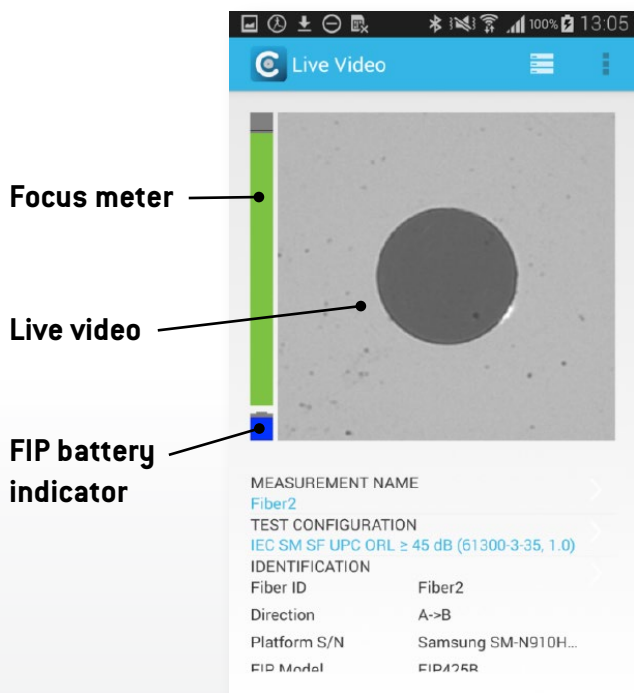 100% 13:05
Live Video
Focus meter
Live video
FIP battery
indicator
MEASUREMENT NAME
Fiber2
TEST CONFIGURATION
IEC SM SF UPC ORL ≥ 45 dB (61300-3-35, 1.0)
IDENTIFICATION
Fiber ID Fiber2
Direction A->B
Platform S/N Samsung SM-N910H...
FIP Model FIP425B